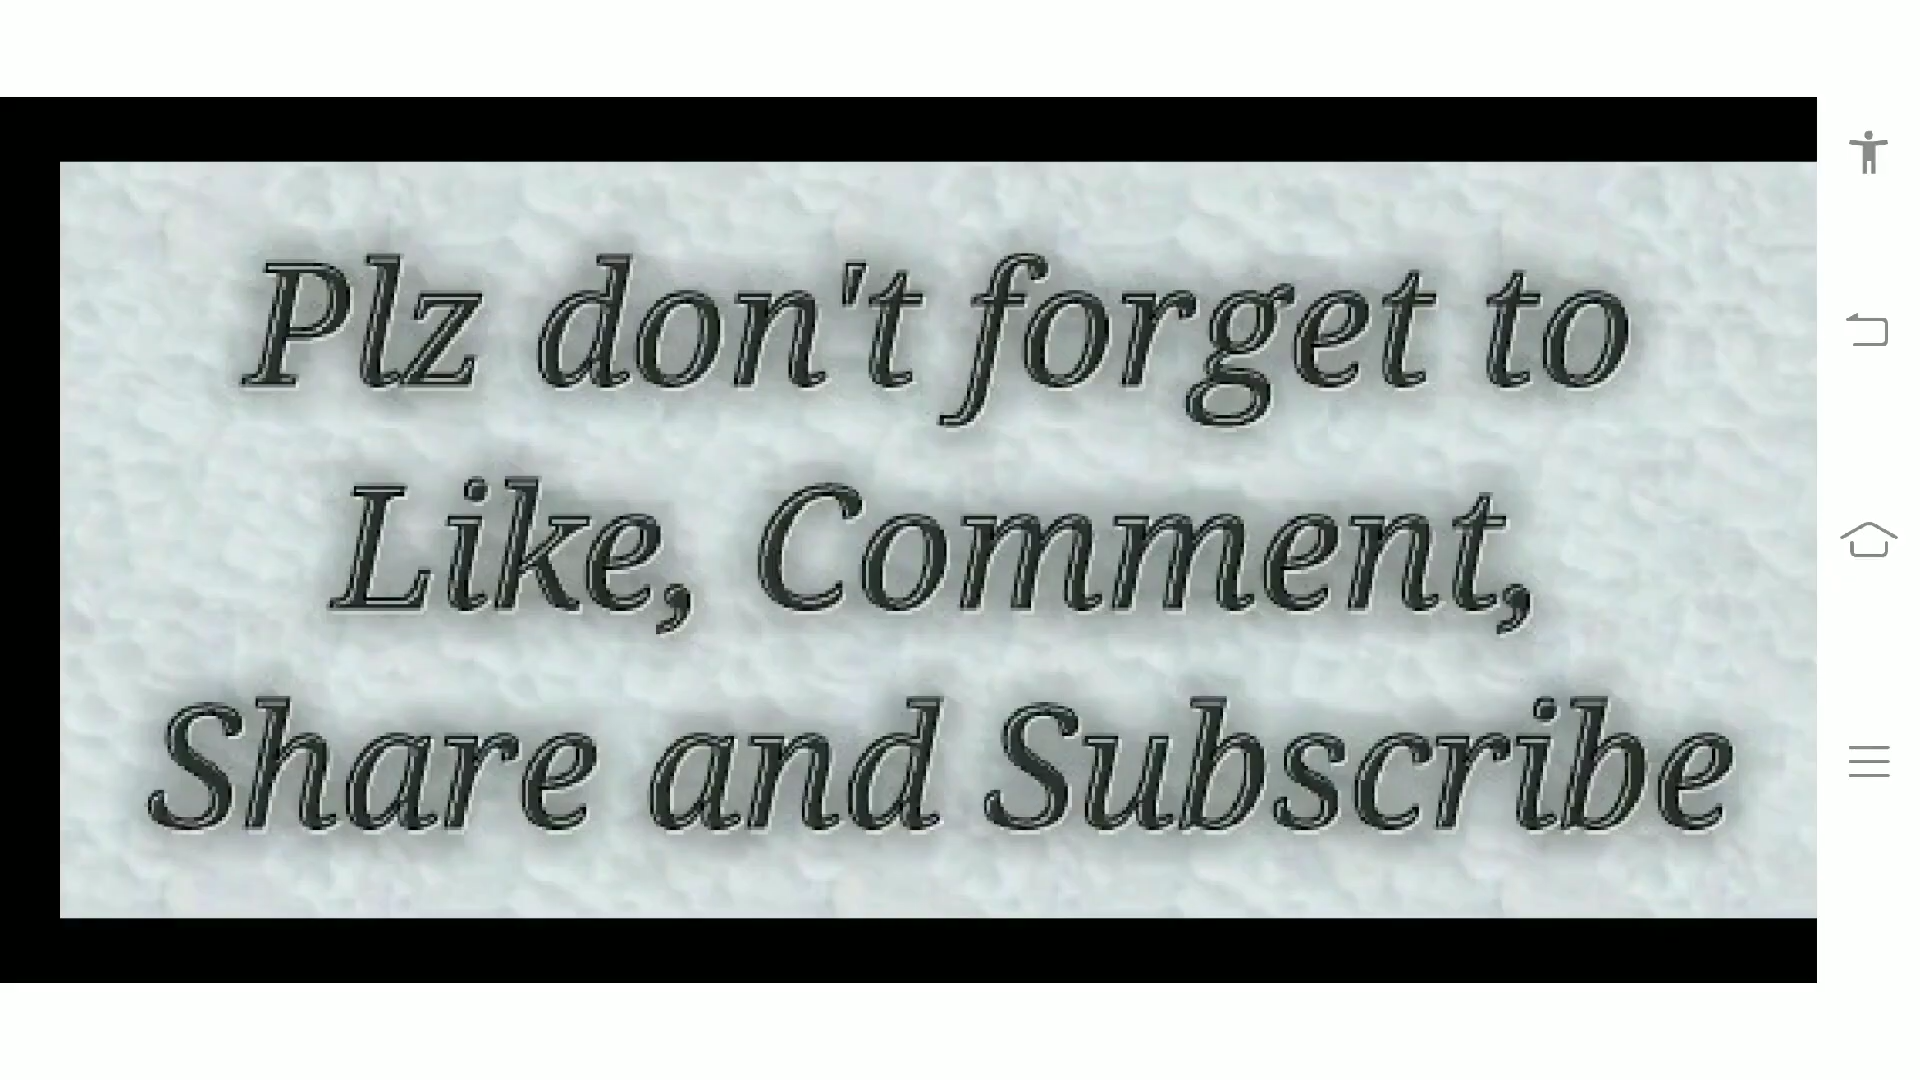 Plz don't forget to
Like, Comment,
Share and Subscribe